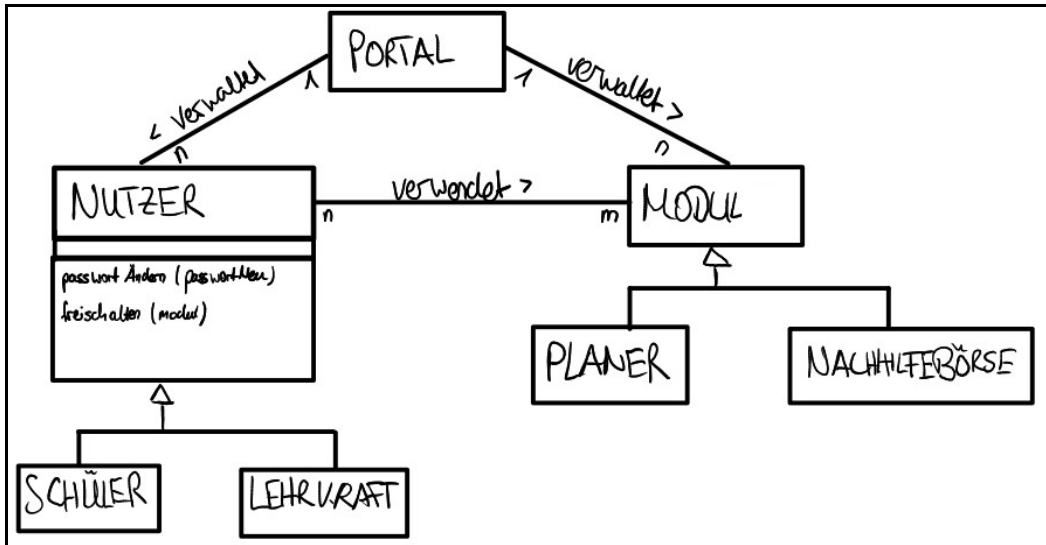 PORTAL
1
1
< verwaltet
verwaltet >
n
n
NUTZER
verwendet >
MODUL
n
m
passwort Ändern (passwortNeu)
freischalten (modul)
PLANER
NACHHILFEBÖRSE
SCHÜLER
LEHRKRAFT